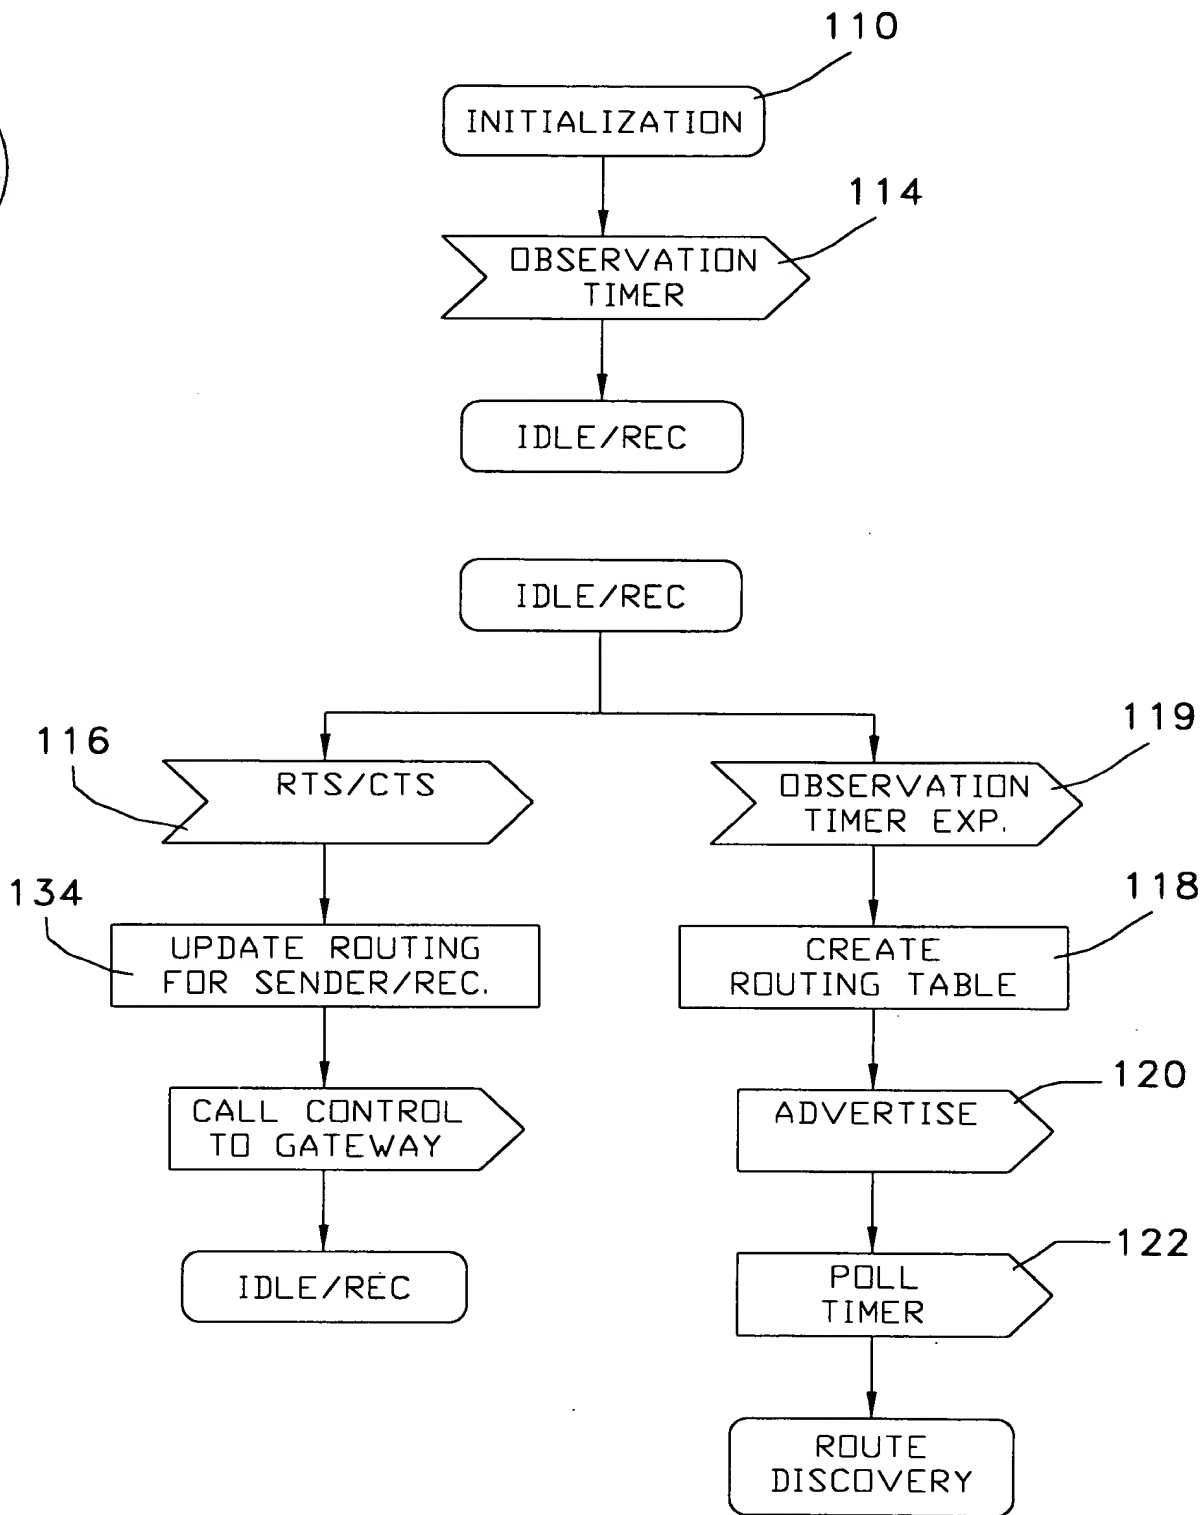 110
INITIALIZATION
114
OBSERVATION
TIMER
IDLE/REC
IDLE/REC
116
RTS/CTS
119
OBSERVATION
TIMER EXP.
134
UPDATE ROUTING
FOR SENDER/REC.
118
CREATE
ROUTING TABLE
CALL CONTROL
TO GATEWAY
120
ADVERTISE
IDLE/REC
122
POLL
TIMER
ROUTE
DISCOVERY